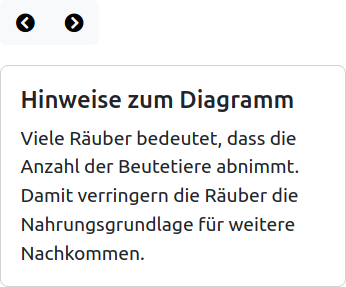 Hinweise zum Diagramm
Viele Räuber bedeutet, dass die
Anzahl der Beutetiere abnimmt.
Damit verringern die Räuber die
Nahrungsgrundlage für weitere
Nachkommen.